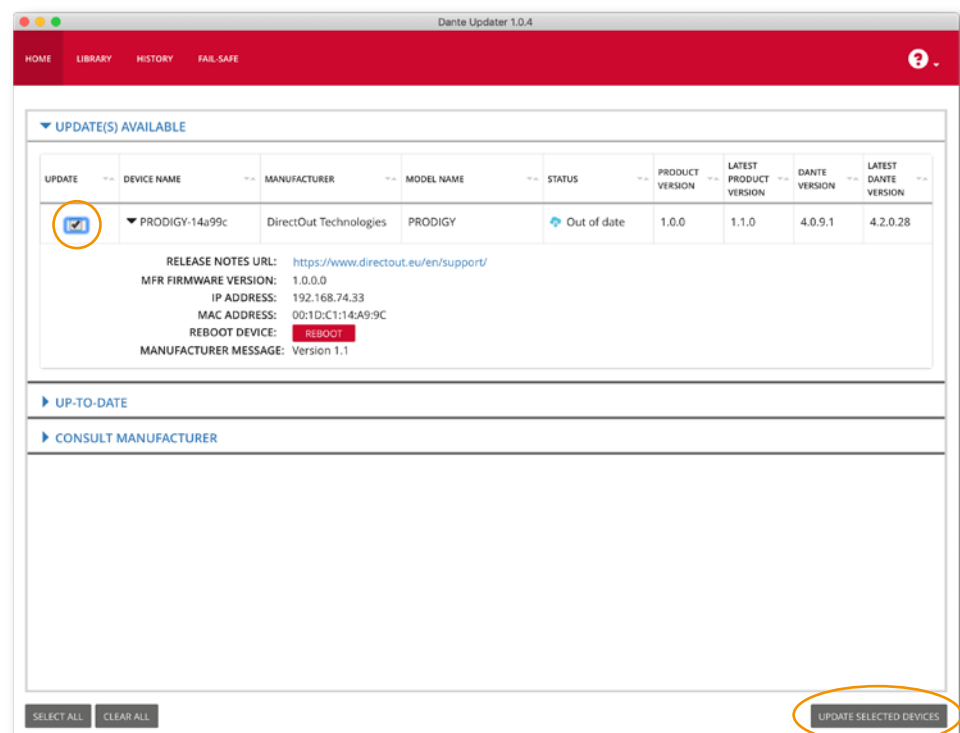 Dante Updater 1.0.4
HOME LIBRARY HISTORY FAIL-SAFE ?
UPDATE(S) AVAILABLE
UPDATE DEVICE NAME MANUFACTURER MODEL NAME STATUS PRODUCT VERSION LATEST PRODUCT VERSION DANTE VERSION LATEST DANTE VERSION
PRODIGY-14a99c DirectOut Technologies PRODIGY Out of date 1.0.0 1.1.0 4.0.9.1 4.2.0.28
RELEASE NOTES URL: https://www.directout.eu/en/support/
MFR FIRMWARE VERSION: 1.0.0.0
IP ADDRESS: 192.168.74.33
MAC ADDRESS: 00:1D:C1:14:A9:9C
REBOOT DEVICE: REBOOT
MANUFACTURER MESSAGE: Version 1.1
UP-TO-DATE
CONSULT MANUFACTURER
SELECT ALL CLEAR ALL UPDATE SELECTED DEVICES